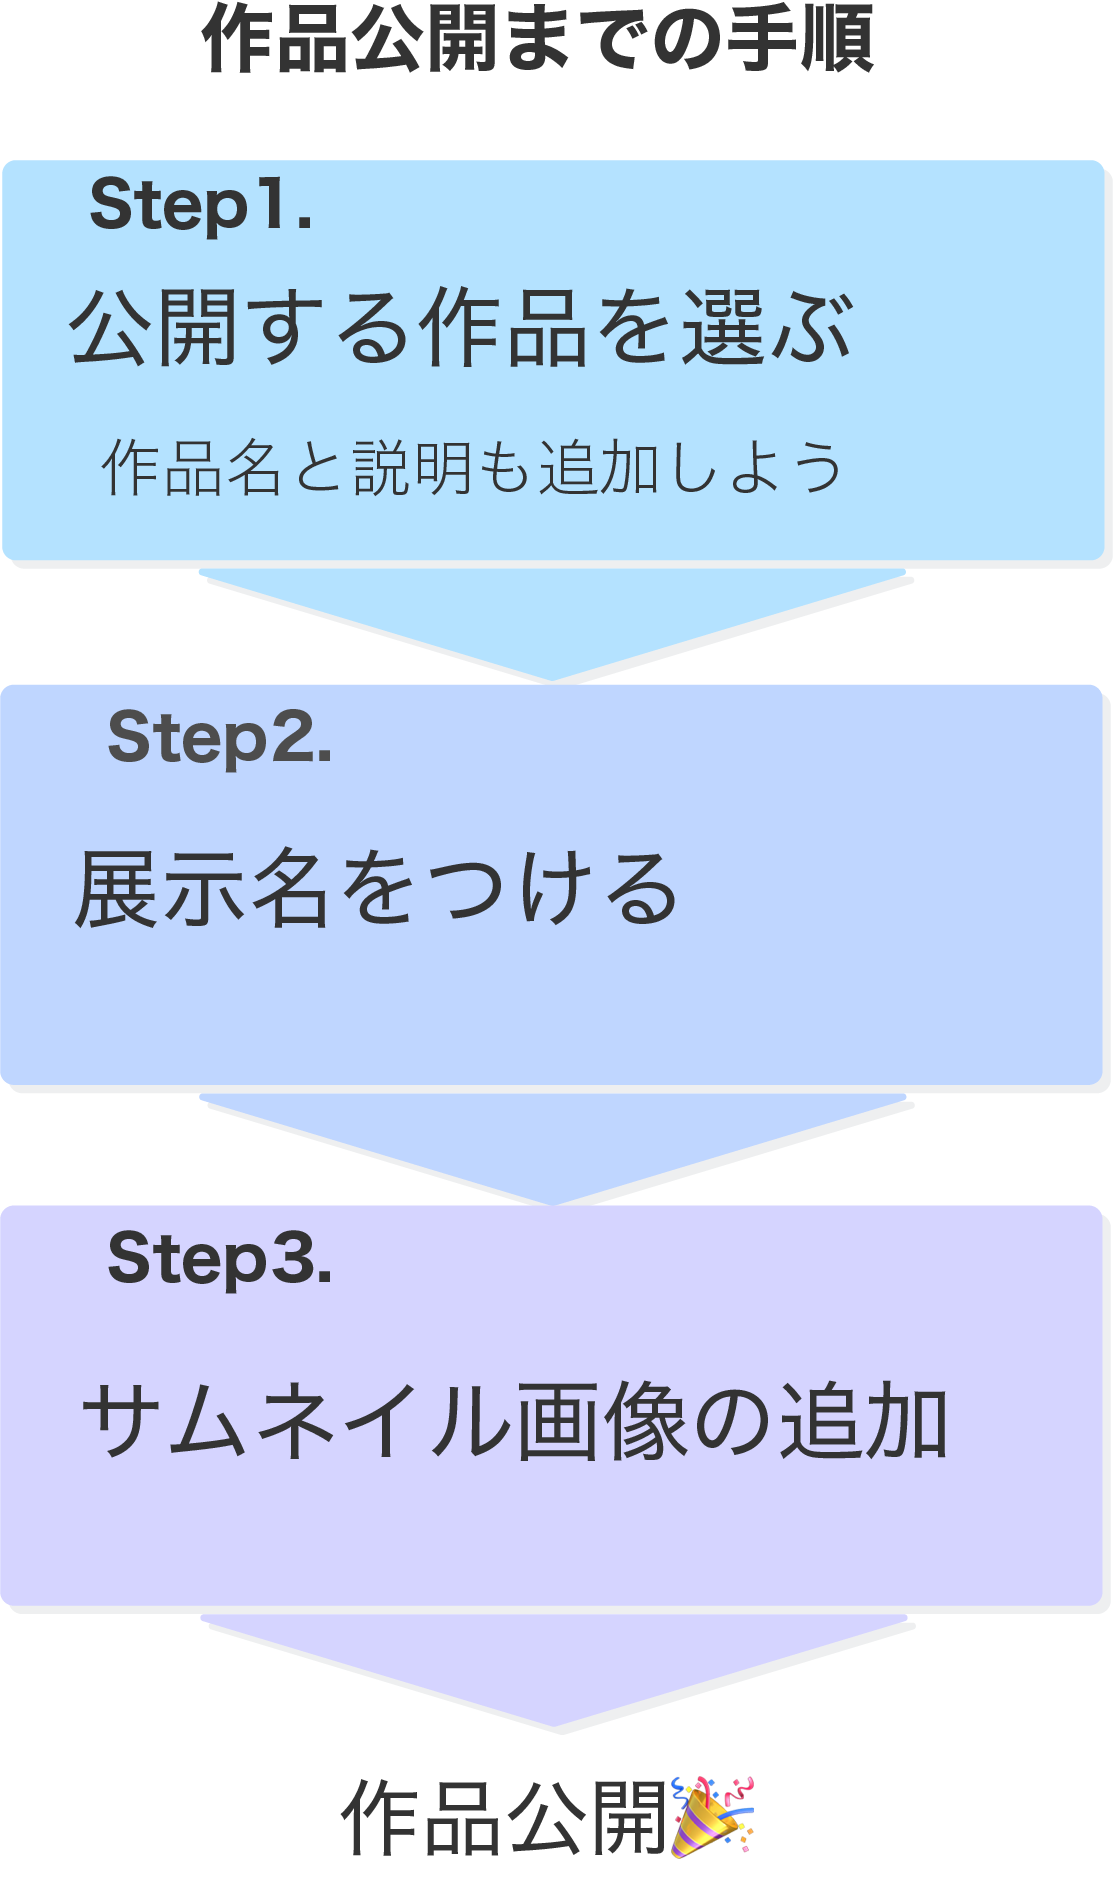 作品公開までの手順
Step1.
公開する作品を選ぶ
作品名と説明も追加しよう
Step2.
展示名をつける
Step3.
サムネイル画像の追加
作品公開🎉